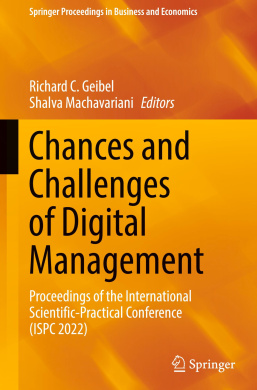 Springer Proceedings in Business and Economics
Richard C. Geibel
Shalva Machavariani Editors
Chances and
Challenges
of Digital
Management
Proceedings of the International
Scientific-Practical Conference
(ISPC 2022)
Springer